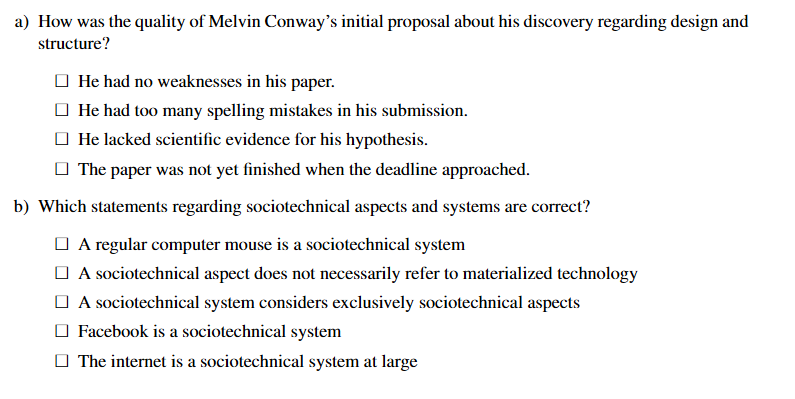 a) How was the quality of Melvin Conway’s initial proposal about his discovery regarding design and
structure?
☐ He had no weaknesses in his paper.
☐ He had too many spelling mistakes in his submission.
☐ He lacked scientific evidence for his hypothesis.
☐ The paper was not yet finished when the deadline approached.
b) Which statements regarding sociotechnical aspects and systems are correct?
☐ A regular computer mouse is a sociotechnical system
☐ A sociotechnical aspect does not necessarily refer to materialized technology
☐ A sociotechnical system considers exclusively sociotechnical aspects
☐ Facebook is a sociotechnical system
☐ The internet is a sociotechnical system at large